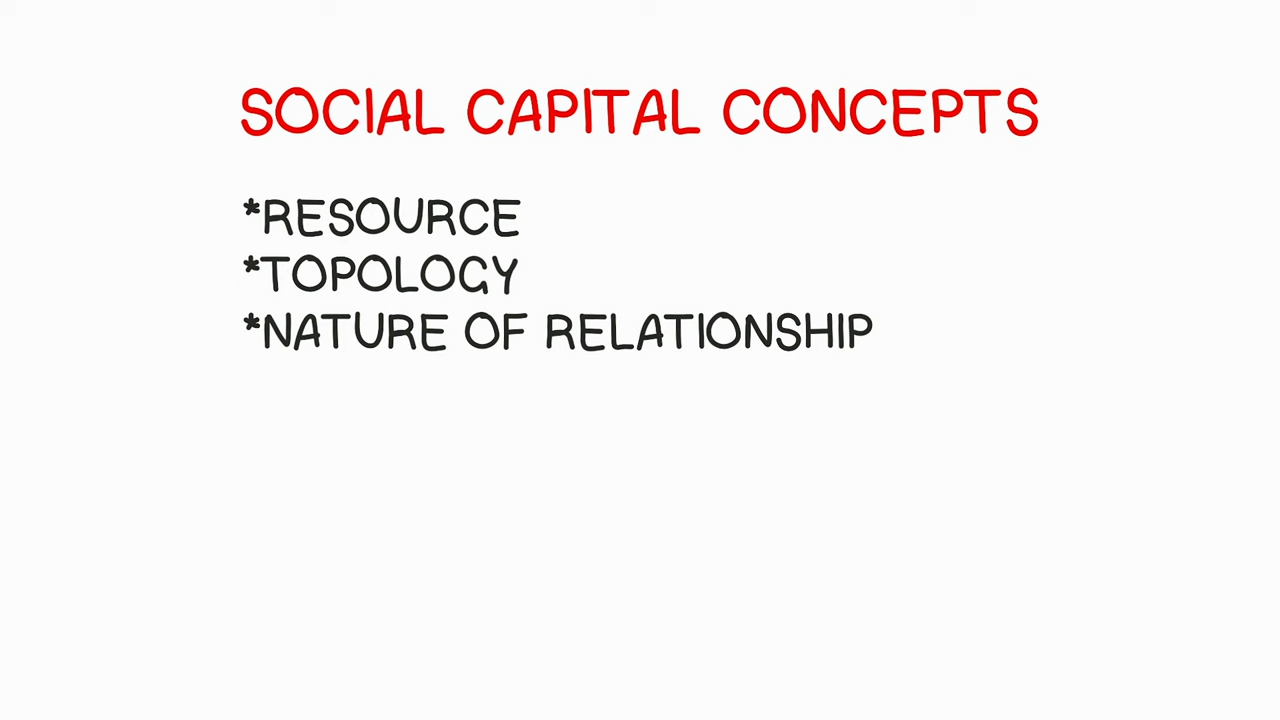 SOCIAL CAPITAL CONCEPTS
*RESOURCE
*TOPOLOGY
*NATURE OF RELATIONSHIP